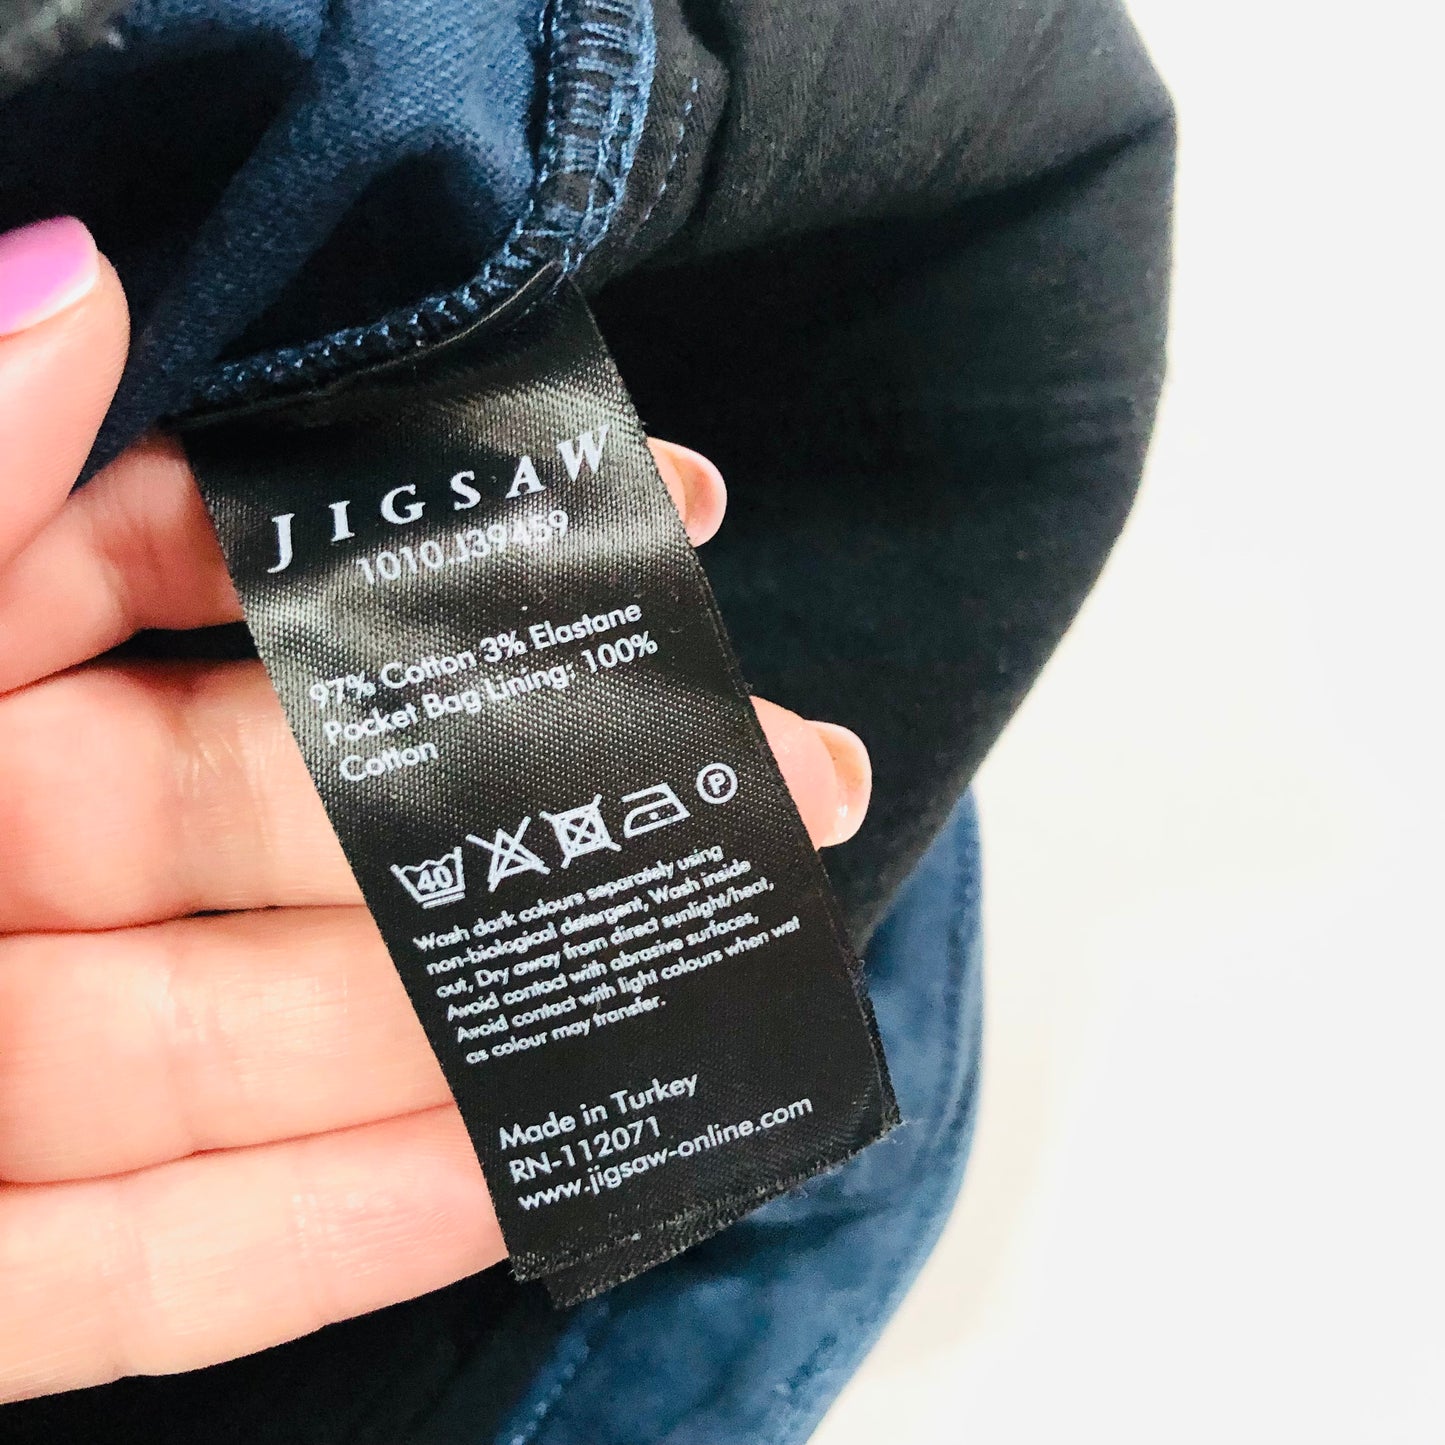 JIGSAW
1010J39459
97% Cotton 3% Elastane
Pocket Bag Lining: 100%
Cotton
40 P
Wash dark colours separately using
non-biological detergent, Wash inside
out, Dry away from direct sunlight/heat,
Avoid contact with abrasive surfaces,
Avoid contact with light colours when wet
as colour may transfer.
Made in Turkey
RN-112071
www.jigsaw-online.com